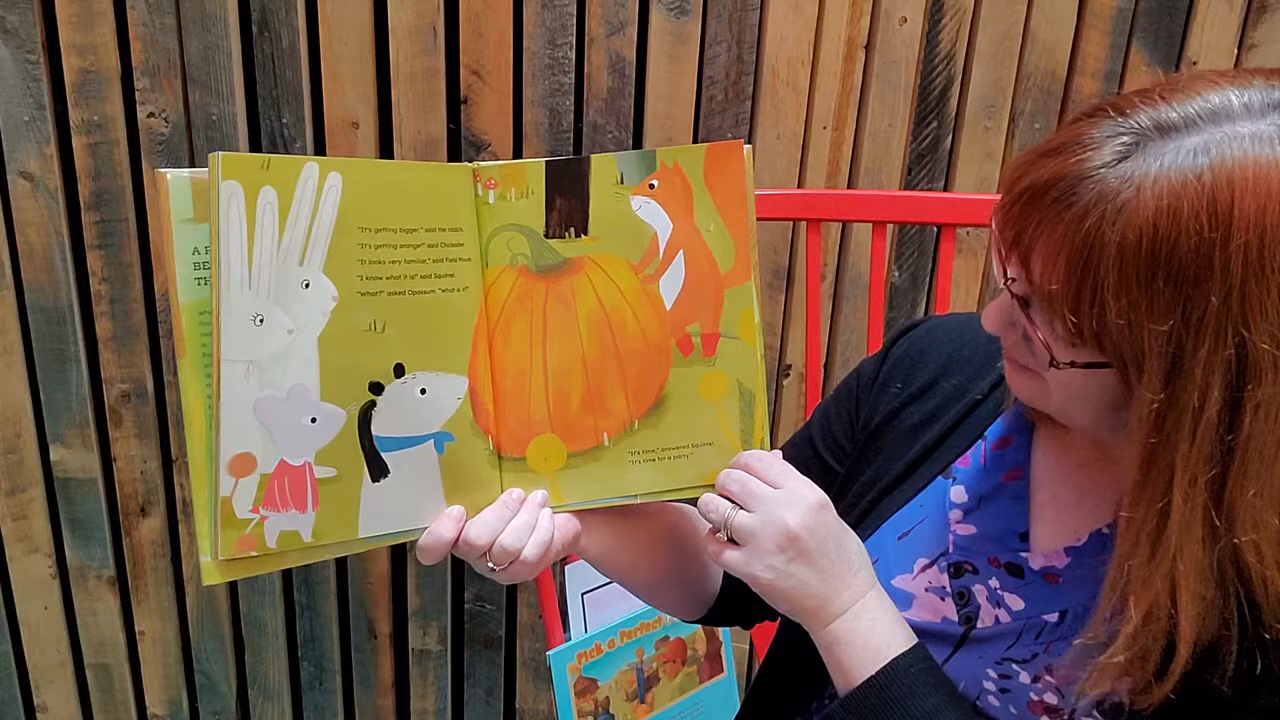 A P
BE
TH
"It's getting bigger," said the rabbits.
"It's getting orange!" said Chickadee.
"It looks very familiar," said Field Mouse.
"I know what it is!" said Squirrel.
"What?" asked Opossum. "What is it?"
"It's time," answered Squirrel.
"It's time for a party."
Pick a Perfect